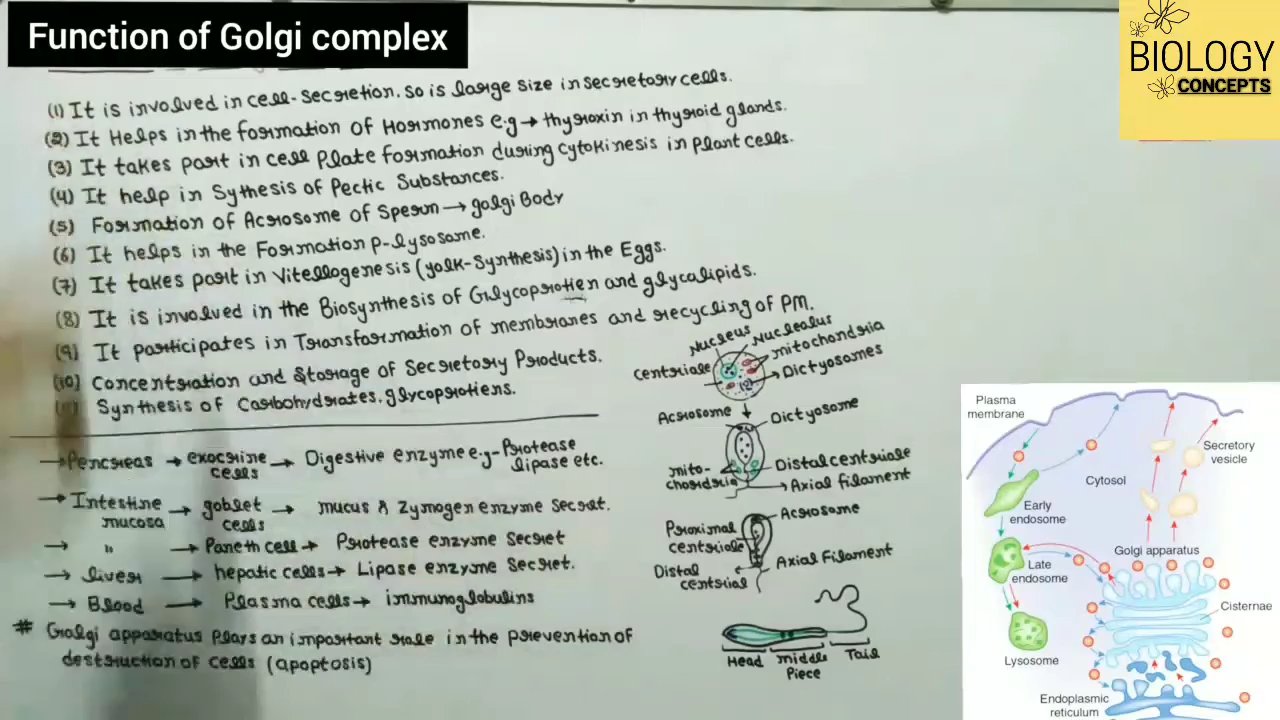 Function of Golgi complex
BIOLOGY
CONCEPTS
(1) It is involved in cell-Secretion. so is large size in secretory cells.
(2) It Helps in the formation of Hormones e.g → thyroxin in thyroid glands.
(3) It takes part in cell Plate formation during cytokinesis in Plant cells.
(4) It help in Sythesis of Pectic Substances.
(5) Formation of Acrosome of Sperm → golgi Body
(6) It helps in the Formation P-lysosome.
(7) It takes part in Vitellogenesis (yolk-Synthesis) in the Eggs.
(8) It is involved in the Biosynthesis of Glycoprotien and glycalipids.
(9) It participates in Transformation of membranes and recycling of PM.
(10) Concentration and Storage of Secretory Products.
Synthesis of Carbohydrates, glycoprotiens.
→ Pencreas → exocrine cells → Digestive enzyme e.g- Protease lipase etc.
→ Intestine mucosa → goblet cells → mucus & Zymogen enzyme Secrat.
→ " → Paneth cell → Protease enzyme Secret
→ liver → hepatic cells → Lipase enzyme Secret.
→ Blood → Plasma cells → immunoglobulins
# Golgi apparatus Plays an important role in the prevention of
destruction of cells (apoptosis)
Nucleus
Nucleolus
mitochondria
Centriole
Dictyosomes
Acrosome
Dictyosome
mito-
chondria
Distal centriole
Axial filament
Acrosome
Proximal
centriole
Axial Filament
Distal
centrial
Head
middle
Piece
Tail
Plasma
membrane
Secretory
vesicle
Cytosol
Early
endosome
Golgi apparatus
Late
endosome
Cisternae
Lysosome
Endoplasmic
reticulum